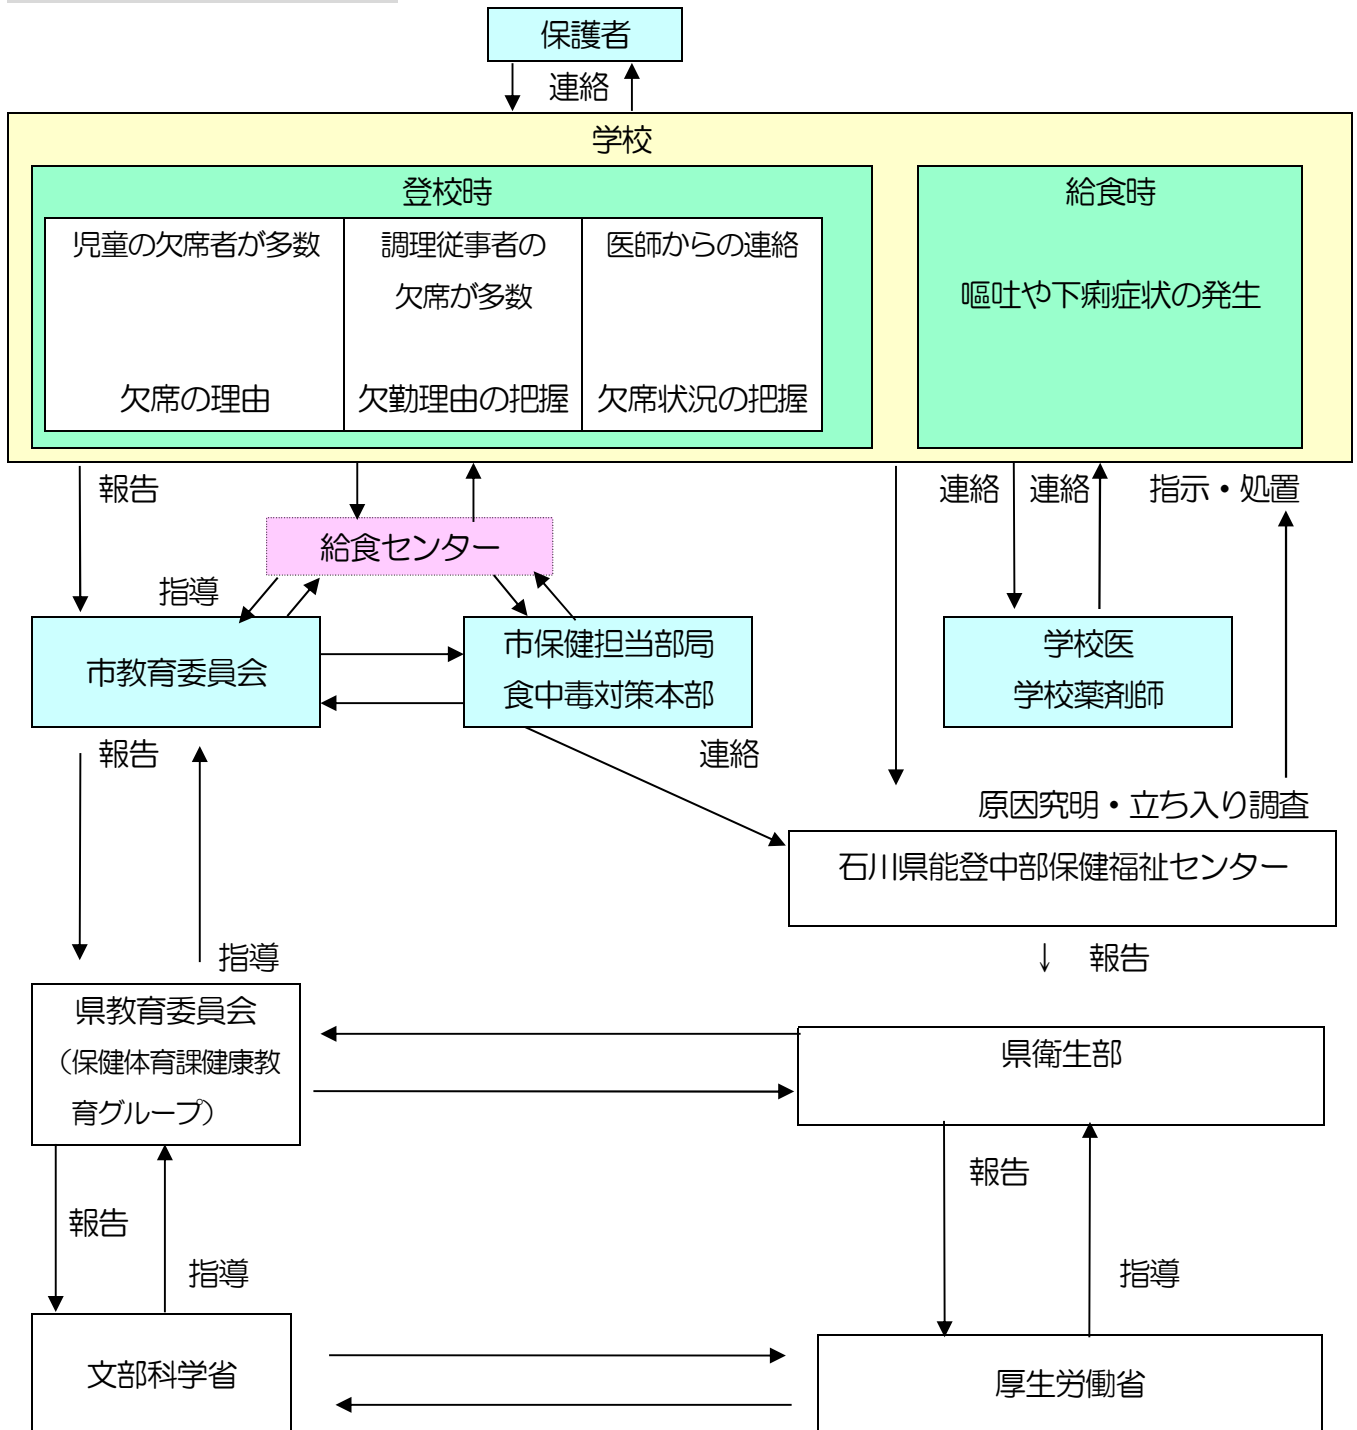 保護者
連絡
学校
登校時
給食時
児童の欠席者が多数
調理従事者の
欠席が多数
医師からの連絡
嘔吐や下痢症状の発生
欠席の理由
欠勤理由の把握
欠席状況の把握
報告
連絡
連絡
指示・処置
給食センター
指導
市教育委員会
市保健担当部局
食中毒対策本部
学校医
学校薬剤師
報告
連絡
原因究明・立ち入り調査
石川県能登中部保健福祉センター
指導
↓ 報告
県教育委員会
（保健体育課健康教
育グループ）
県衛生部
報告
報告
指導
指導
文部科学省
厚生労働省